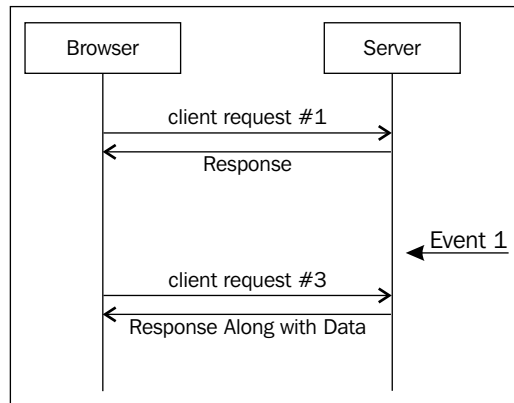 Browser
Server
client request #1
Response
Event 1
client request #3
Response Along with Data